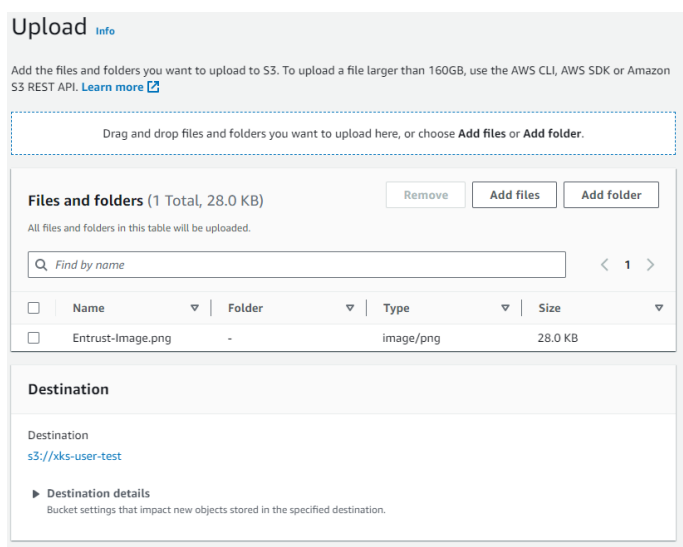 Upload Info
Add the files and folders you want to upload to S3. To upload a file larger than 160GB, use the AWS CLI, AWS SDK or Amazon
S3 REST API. Learn more
Drag and drop files and folders you want to upload here, or choose Add files or Add folder.
Files and folders (1 Total, 28.0 KB)
Remove
Add files
Add folder
All files and folders in this table will be uploaded.
Find by name
1
Name Folder Type Size
Entrust-Image.png - image/png 28.0 KB
Destination
Destination
s3://xks-user-test
Destination details
Bucket settings that impact new objects stored in the specified destination.